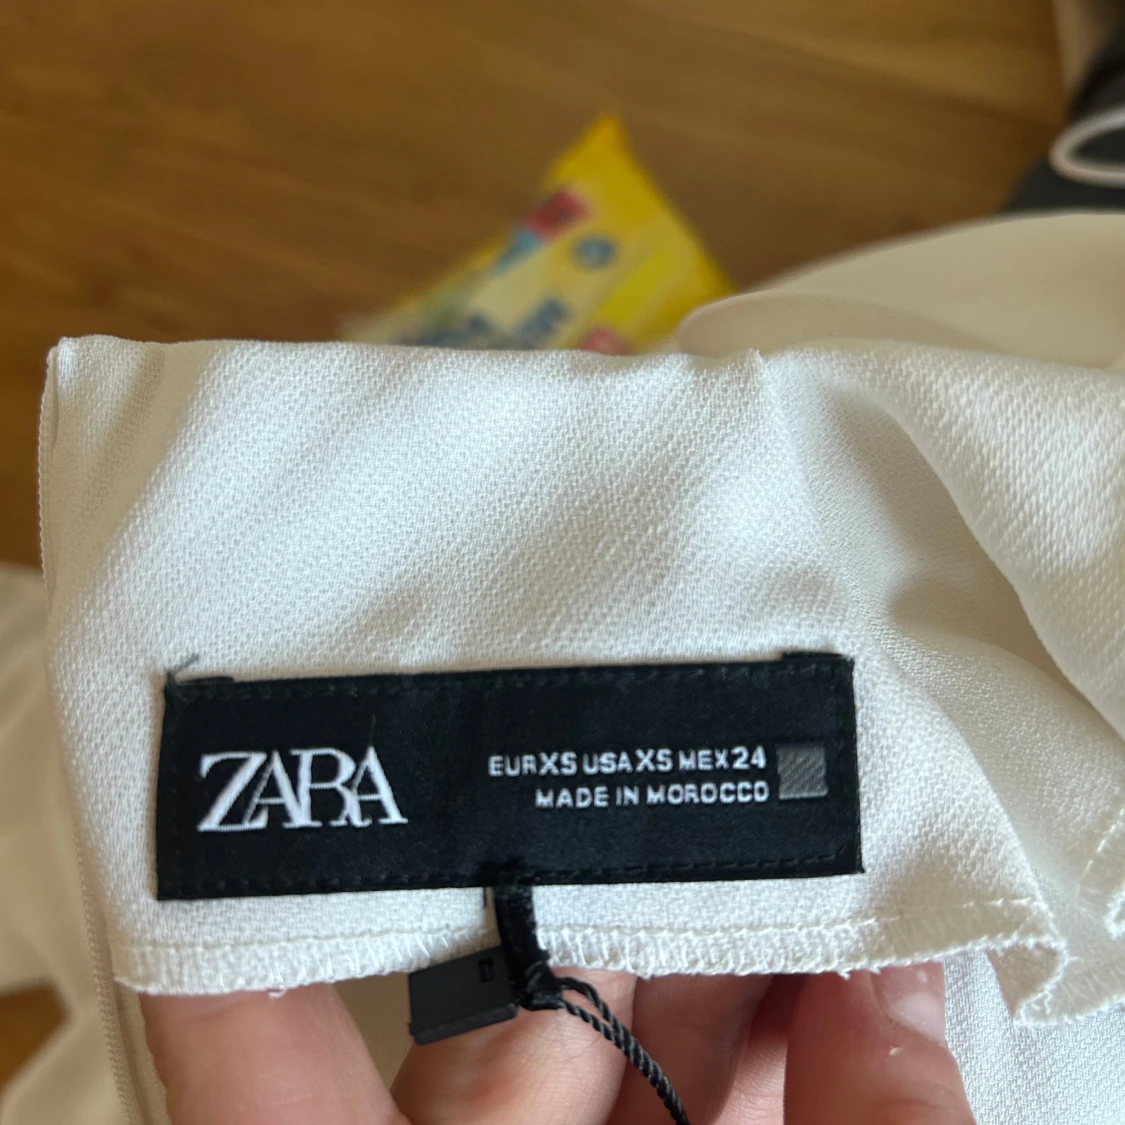 ZARA
EUR XS USA XS MEX 24
MADE IN MOROCCO